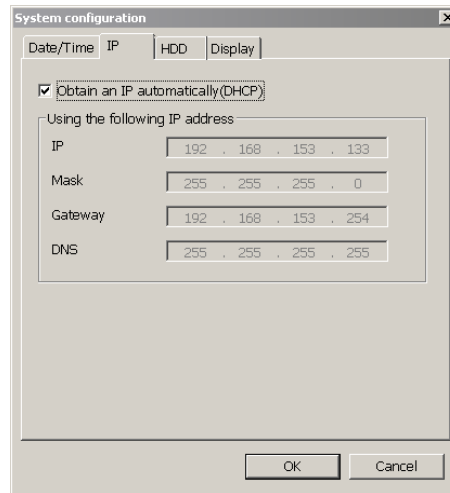 System configuration
Date/Time IP HDD Display
Obtain an IP automatically(DHCP)
Using the following IP address
IP 192 . 168 . 153 . 133
Mask 255 . 255 . 255 . 0
Gateway 192 . 168 . 153 . 254
DNS 255 . 255 . 255 . 255
OK Cancel